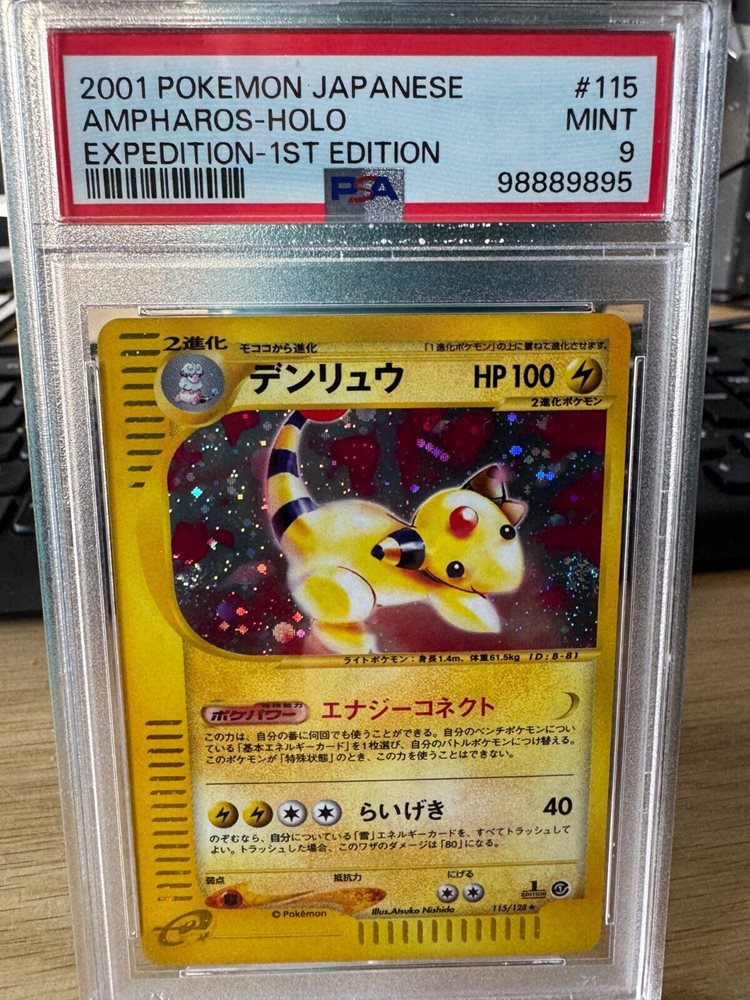 2001 POKEMON JAPANESE #115
AMPHAROS-HOLO MINT
EXPEDITION-1ST EDITION 9
PSA 98889895
2進化 モココから進化 「1進化ポケモン」の上に重ねて進化させます。
デンリュウ HP100
2進化ポケモン
ライトポケモン:身長1.4m、体重61.5kg ID:B-81
特殊能力
ポケパワー エナジーコネクト
この力は、自分の番に何回でも使うことができる。自分のベンチポケモンについ
ている「基本エネルギーカード」を1枚選び、自分のバトルポケモンにつけ替える。
このポケモンが「特殊状態」のとき、この力を使うことはできない。
らいげき 40
のぞむなら、自分についている「雷」エネルギーカードを、すべてトラッシュして
よい。トラッシュした場合、このワザのダメージは「80」になる。
弱点 抵抗力 にげる
1
EDITION
©Pokémon Illus.Atsuko Nishida 115/128★